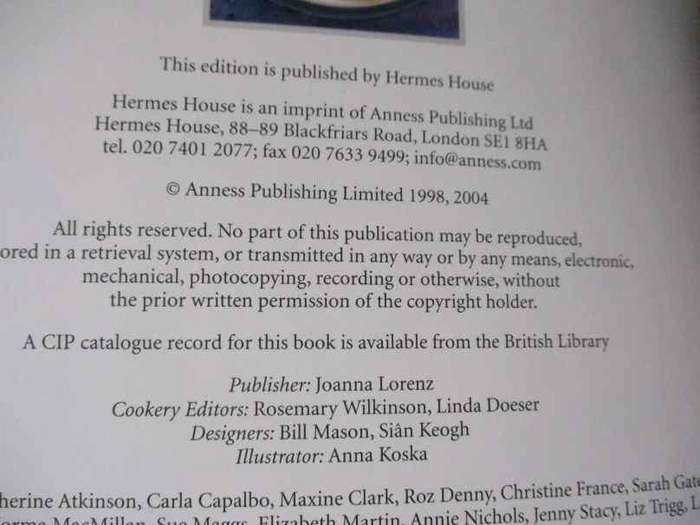 This edition is published by Hermes House
Hermes House is an imprint of Anness Publishing Ltd
Hermes House, 88–89 Blackfriars Road, London SE1 8HA
tel. 020 7401 2077; fax 020 7633 9499; info@anness.com
© Anness Publishing Limited 1998, 2004
All rights reserved. No part of this publication may be reproduced,
ored in a retrieval system, or transmitted in any way or by any means, electronic,
mechanical, photocopying, recording or otherwise, without
the prior written permission of the copyright holder.
A CIP catalogue record for this book is available from the British Library
Publisher: Joanna Lorenz
Cookery Editors: Rosemary Wilkinson, Linda Doeser
Designers: Bill Mason, Siân Keogh
Illustrator: Anna Koska
herine Atkinson, Carla Capalbo, Maxine Clark, Roz Denny, Christine France, Sarah Gate
MacMillan, Sue Maggs, Elizabeth Martin, Annie Nichols, Jenny Stacy, Liz Trigg, L